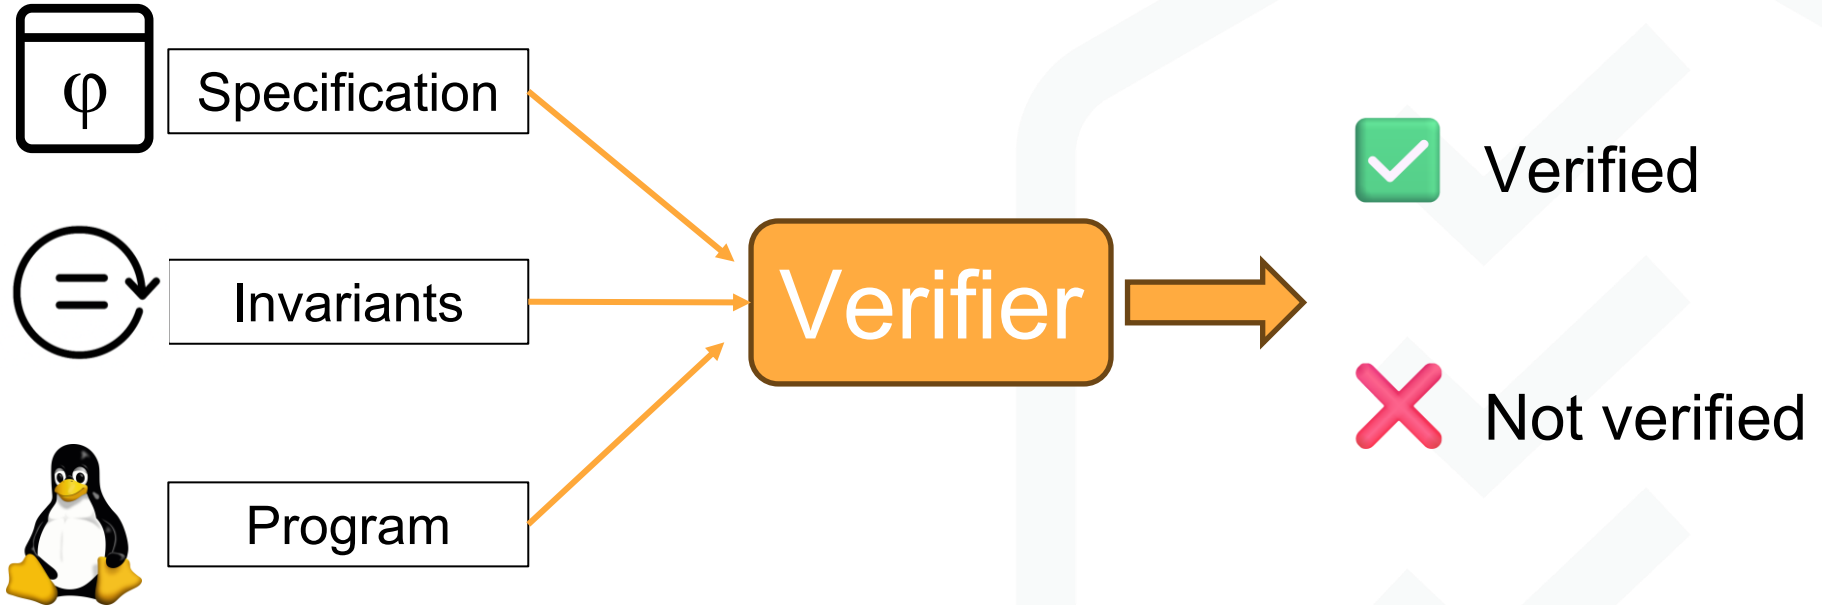 φ
Specification
Invariants
Program
Verifier
Verified
Not verified